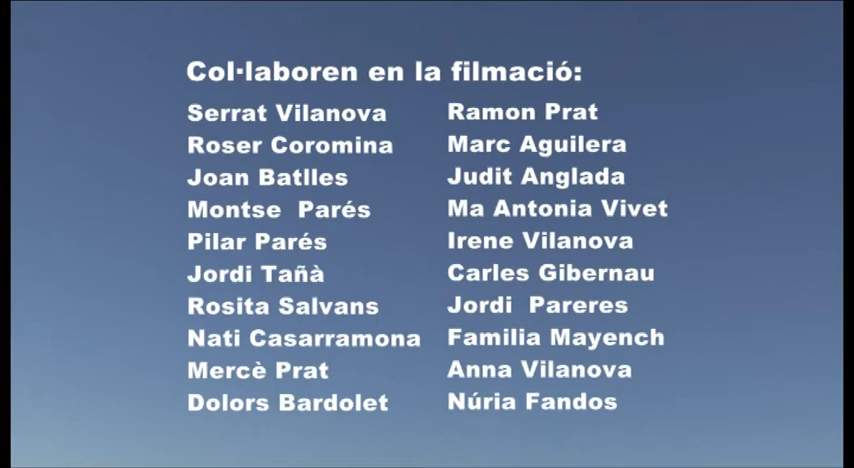 Col·laboren en la filmació:
Serrat Vilanova
Roser Coromina
Joan Batlles
Montse Parés
Pilar Parés
Jordi Tañà
Rosita Salvans
Nati Casarramona
Mercè Prat
Dolors Bardolet
Ramon Prat
Marc Aguilera
Judit Anglada
Ma Antonia Vivet
Irene Vilanova
Carles Gibernau
Jordi Pareres
Familia Mayench
Anna Vilanova
Núria Fandos